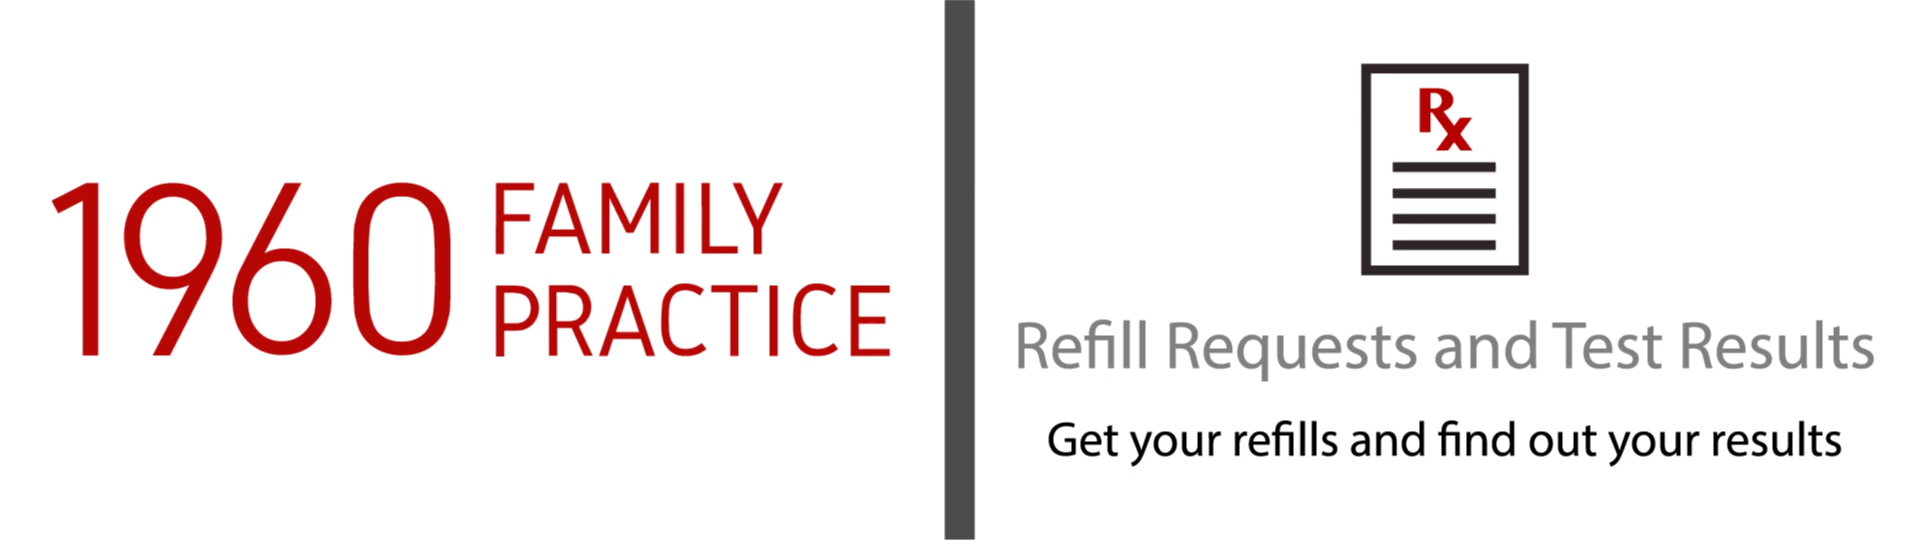 1960 FAMILY
PRACTICE
Rx
Refill Requests and Test Results
Get your refills and find out your results